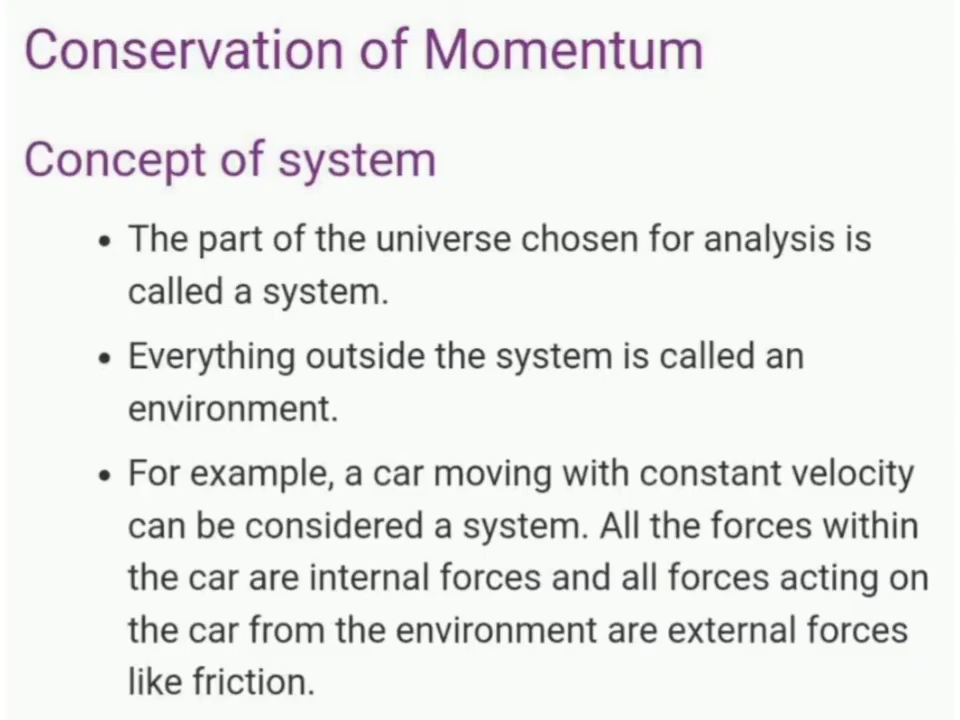 Conservation of Momentum
Concept of system
• The part of the universe chosen for analysis is
called a system.
• Everything outside the system is called an
environment.
• For example, a car moving with constant velocity
can be considered a system. All the forces within
the car are internal forces and all forces acting on
the car from the environment are external forces
like friction.